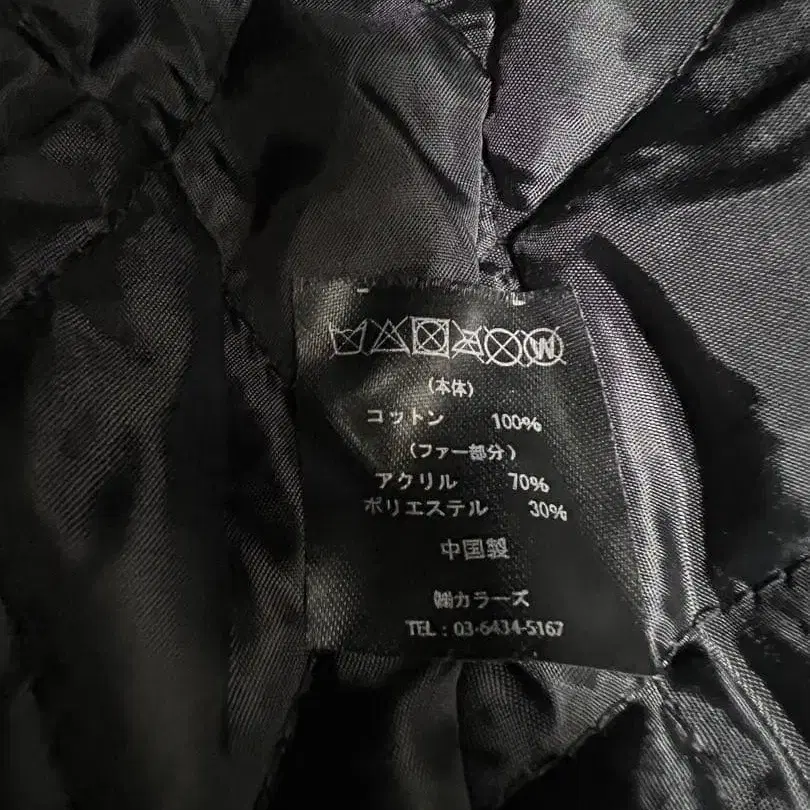 (本体)
コットン 100%
(ファー部分)
アクリル 70%
ポリエステル 30%
中国製
㈱カラーズ
TEL : 03-6434-5167